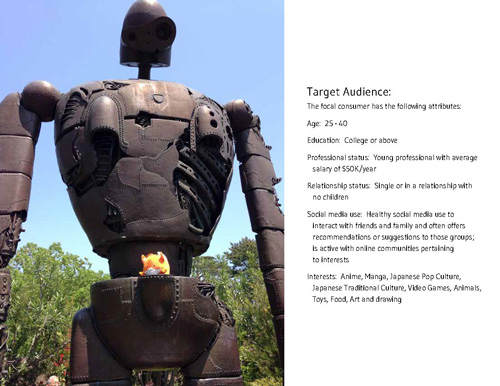 Target Audience:
The focal consumer has the following attributes:
Age: 25 - 40
Education: College or above
Professional status: Young professional with average
salary of $50K/year
Relationship status: Single or in a relationship with
no children
Social media use: Healthy social media use to
interact with friends and family and often offers
recommendations or suggestions to those groups;
is active with online communities pertaining
to interests
Interests: Anime, Manga, Japanese Pop Culture,
Japanese Traditional Culture, Video Games, Animals,
Toys, Food, Art and drawing